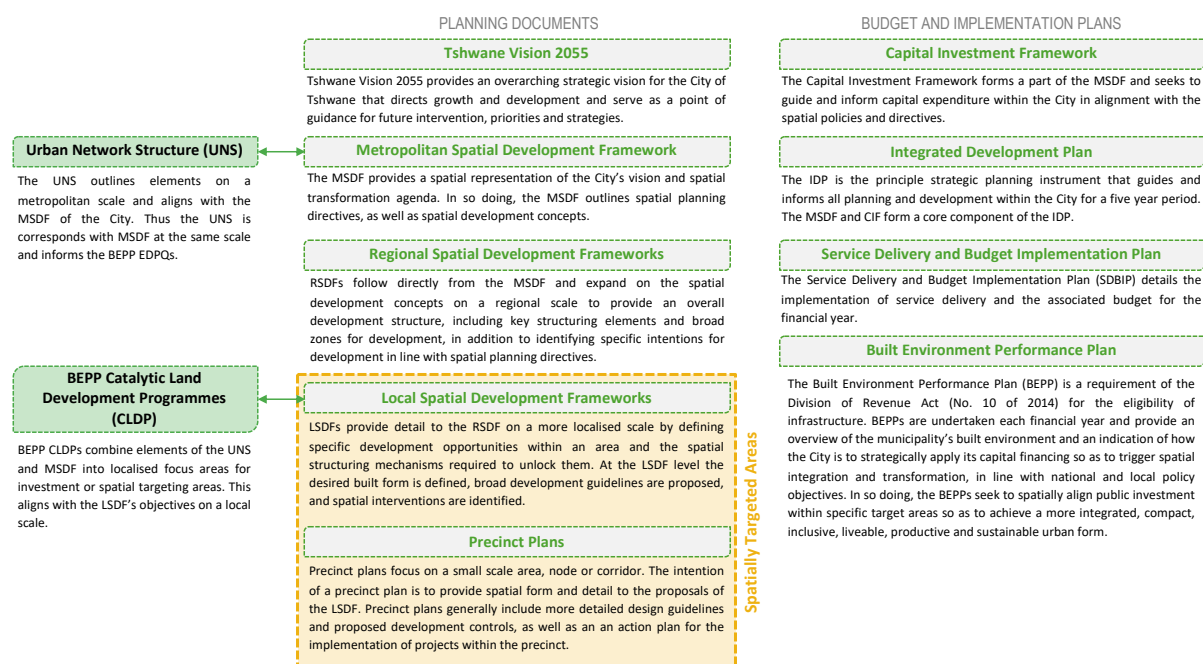 PLANNING DOCUMENTS
Tshwane Vision 2055
Tshwane Vision 2055 provides an overarching strategic vision for the City of
Tshwane that directs growth and development and serve as a point of
guidance for future intervention, priorities and strategies.
Urban Network Structure (UNS)
The UNS outlines elements on a
metropolitan scale and aligns with the
MSDF of the City. Thus the UNS is
corresponds with MSDF at the same scale
and informs the BEPP EDPQs.
Metropolitan Spatial Development Framework
The MSDF provides a spatial representation of the City's vision and spatial
transformation agenda. In so doing, the MSDF outlines spatial planning
directives, as well as spatial development concepts.
Regional Spatial Development Frameworks
RSDFs follow directly from the MSDF and expand on the spatial
development concepts on a regional scale to provide an overall
development structure, including key structuring elements and broad
zones for development, in addition to identifying specific intentions for
development in line with spatial planning directives.
BEPP Catalytic Land
Development Programmes
(CLDP)
BEPP CLDPs combine elements of the UNS
and MSDF into localised focus areas for
investment or spatial targeting areas. This
aligns with the LSDF's objectives on a local
scale.
Local Spatial Development Frameworks
LSDFs provide detail to the RSDF on a more localised scale by defining
specific development opportunities within an area and the spatial
structuring mechanisms required to unlock them. At the LSDF level the
desired built form is defined, broad development guidelines are proposed,
and spatial interventions are identified.
Precinct Plans
Precinct plans focus on a small scale area, node or corridor. The intention
of a precinct plan is to provide spatial form and detail to the proposals of
the LSDF. Precinct plans generally include more detailed design guidelines
and proposed development controls, as well as an an action plan for the
implementation of projects within the precinct.
Spatially Targeted Areas
BUDGET AND IMPLEMENTATION PLANS
Capital Investment Framework
The Capital Investment Framework forms a part of the MSDF and seeks to
guide and inform capital expenditure within the City in alignment with the
spatial policies and directives.
Integrated Development Plan
The IDP is the principle strategic planning instrument that guides and
informs all planning and development within the City for a five year period.
The MSDF and CIF form a core component of the IDP.
Service Delivery and Budget Implementation Plan
The Service Delivery and Budget Implementation Plan (SDBIP) details the
implementation of service delivery and the associated budget for the
financial year.
Built Environment Performance Plan
The Built Environment Performance Plan (BEPP) is a requirement of the
Division of Revenue Act (No. 10 of 2014) for the eligibility of
infrastructure. BEPPs are undertaken each financial year and provide an
overview of the municipality's built environment and an indication of how
the City is to strategically apply its capital financing so as to trigger spatial
integration and transformation, in line with national and local policy
objectives. In so doing, the BEPPs seek to spatially align public investment
within specific target areas so as to achieve a more integrated, compact,
inclusive, liveable, productive and sustainable urban form.